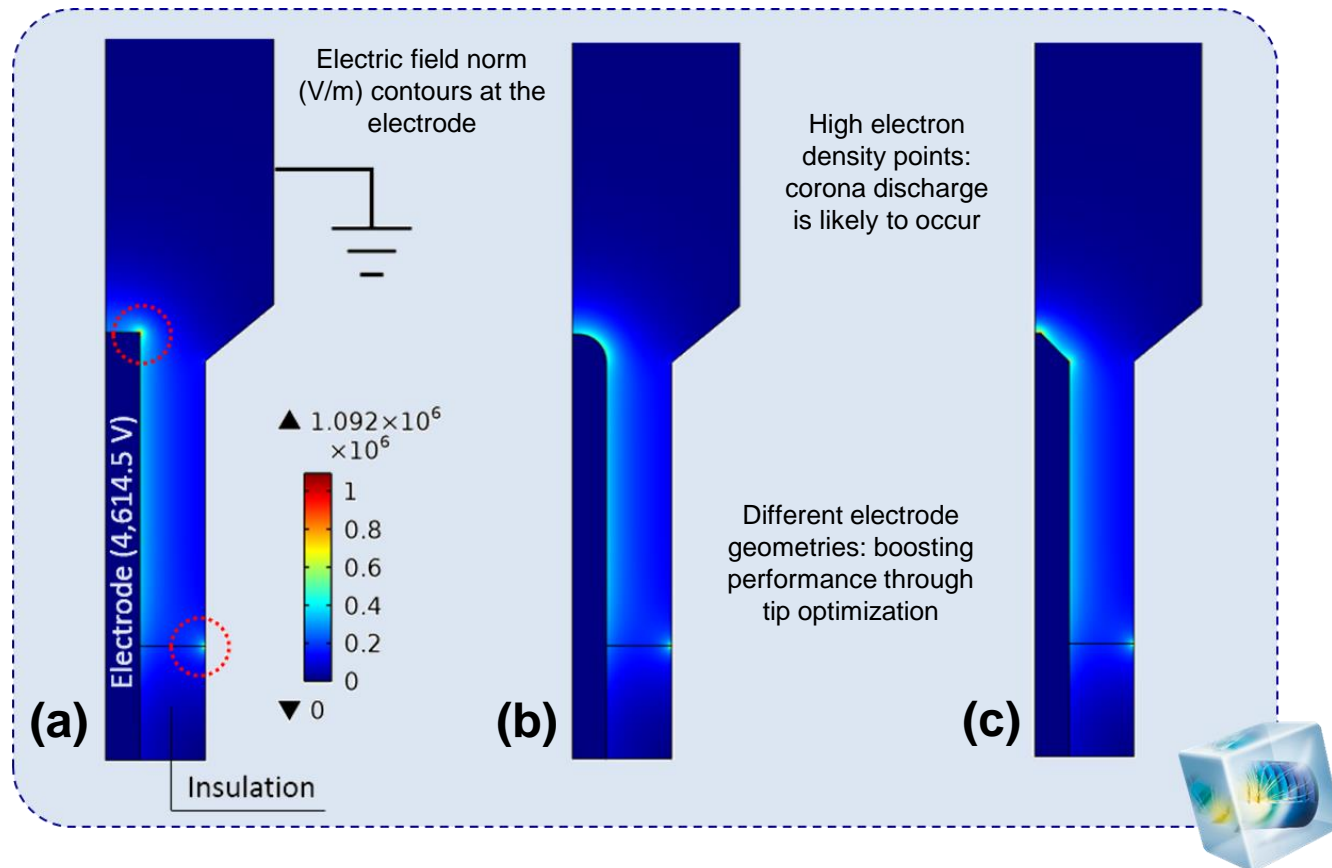 Electric field norm
(V/m) contours at the
electrode
High electron
density points:
corona discharge
is likely to occur
Electrode (4,614.5 V)
▲ 1.092×10⁶
×10⁶
1
0.8
0.6
0.4
0.2
0
▼ 0
Different electrode
geometries: boosting
performance through
tip optimization
(a)
(b)
(c)
Insulation